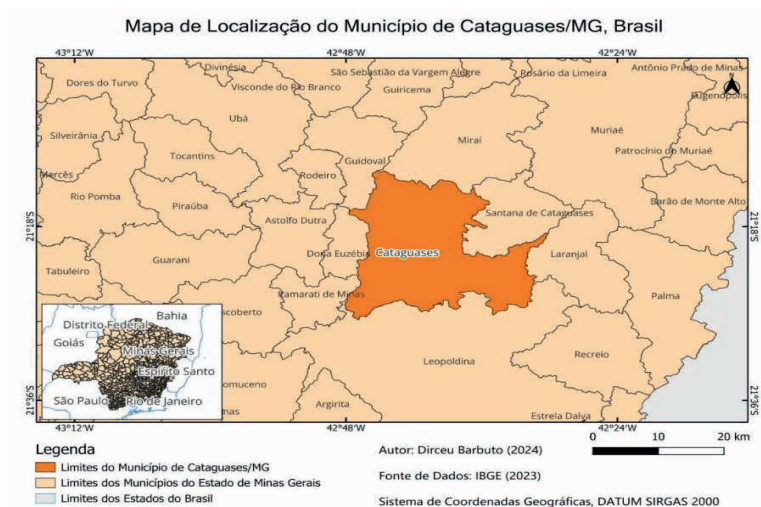 Mapa de Localização do Município de Cataguases/MG, Brasil
43°12'W 42°48'W 42°24'W
Divinésia
São Sebastião da Vargem Alegre
Rosário da Limeira
Antônio Prado de Minas
Dores do Turvo
Visconde do Rio Branco
Guiricema
N
Eugenópolis
Ubá
Silveirânia
Miraí
Muriaé
Tocantins
Guidoval
Patrocínio do Muriaé
Mercês
Rodeiro
Rio Pomba
Piraúba
Barão de Monte Alto
Astolfo Dutra
Santana de Cataguases
21°18'S
21°18'S
Dona Euzébia
Cataguases
Guarani
Laranjal
Tabuleiro
Itamarati de Minas
Palma
Bahia
escoberto
Distrito Federal
Goiás
Minas Gerais
Espírito Santo
Leopoldina
Recreio
omuceno
São Paulo
Rio de Janeiro
Argirita
21°36'S
21°36'S
nas
Estrela Dalva
43°12'W 42°48'W 42°24'W
Legenda
Limites do Município de Cataguases/MG
Limites dos Municípios do Estado de Minas Gerais
Limites dos Estados do Brasil
Autor: Dirceu Barbuto (2024)
0 10 20 km
Fonte de Dados: IBGE (2023)
Sistema de Coordenadas Geográficas, DATUM SIRGAS 2000